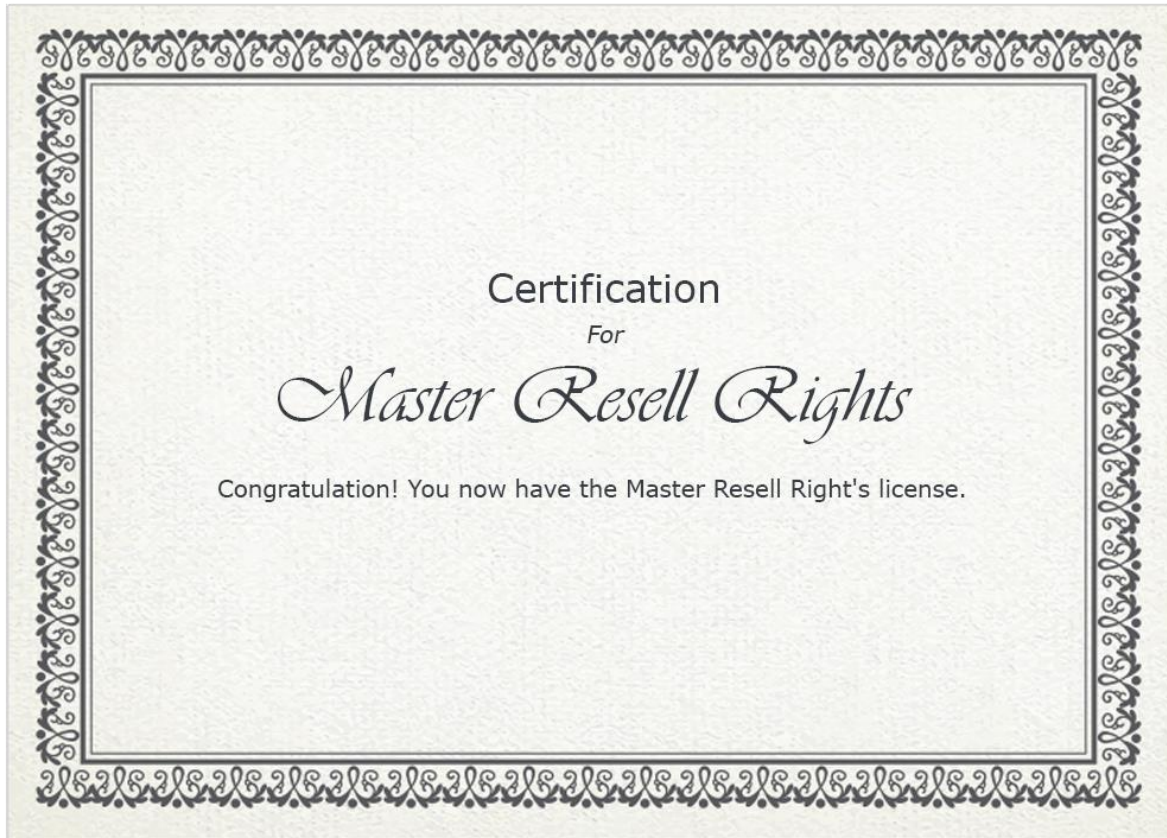 Certification
For
Master Resell Rights
Congratulation! You now have the Master Resell Right's license.